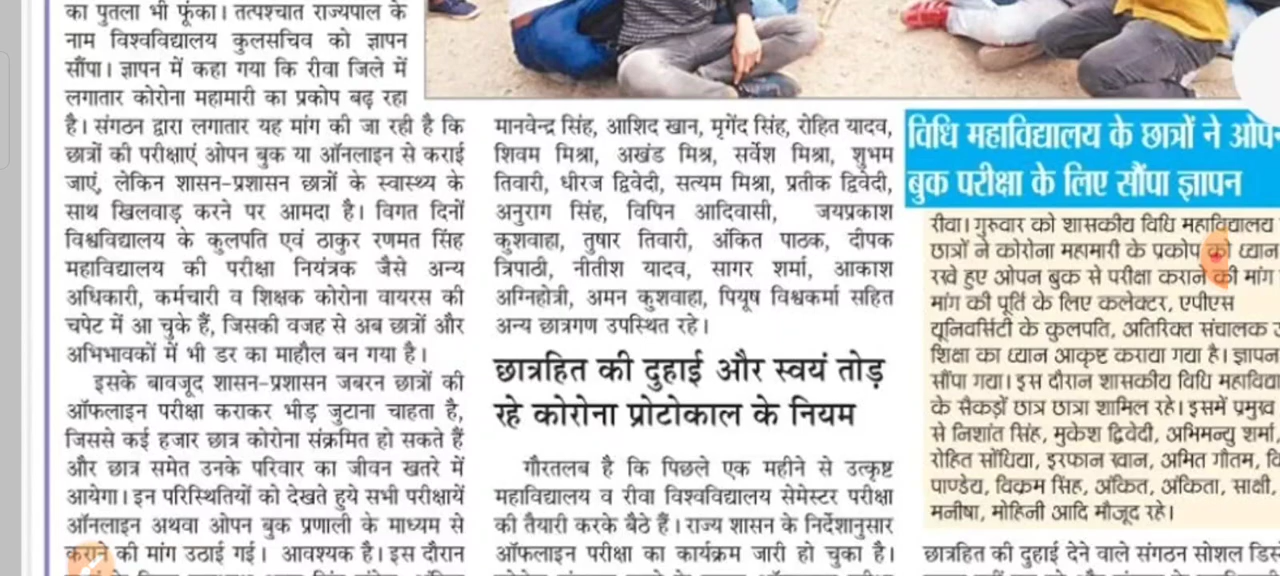 का पुतला भी फूंका। तत्पश्चात राज्यपाल के
नाम विश्वविद्यालय कुलसचिव को ज्ञापन
सौंपा। ज्ञापन में कहा गया कि रीवा जिले में
लगातार कोरोना महामारी का प्रकोप बढ़ रहा
है। संगठन द्वारा लगातार यह मांग की जा रही है कि
छात्रों की परीक्षाएं ओपन बुक या ऑनलाइन से कराई
जाएं, लेकिन शासन-प्रशासन छात्रों के स्वास्थ्य के
साथ खिलवाड़ करने पर आमदा है। विगत दिनों
विश्वविद्यालय के कुलपति एवं ठाकुर रणमत सिंह
महाविद्यालय की परीक्षा नियंत्रक जैसे अन्य
अधिकारी, कर्मचारी व शिक्षक कोरोना वायरस की
चपेट में आ चुके हैं, जिसकी वजह से अब छात्रों और
अभिभावकों में भी डर का माहौल बन गया है।
इसके बावजूद शासन-प्रशासन जबरन छात्रों की
ऑफलाइन परीक्षा कराकर भीड़ जुटाना चाहता है,
जिससे कई हजार छात्र कोरोना संक्रमित हो सकते हैं
और छात्र समेत उनके परिवार का जीवन खतरे में
आयेगा। इन परिस्थितियों को देखते हुये सभी परीक्षायें
ऑनलाइन अथवा ओपन बुक प्रणाली के माध्यम से
कराने की मांग उठाई गई। आवश्यक है। इस दौरान
मानवेन्द्र सिंह, आशिद खान, मृगेंद सिंह, रोहित यादव,
शिवम मिश्रा, अखंड मिश्र, सर्वेश मिश्रा, शुभम
तिवारी, धीरज द्विवेदी, सत्यम मिश्रा, प्रतीक द्विवेदी,
अनुराग सिंह, विपिन आदिवासी, जयप्रकाश
कुशवाहा, तुषार तिवारी, अंकित पाठक, दीपक
त्रिपाठी, नीतीश यादव, सागर शर्मा, आकाश
अग्निहोत्री, अमन कुशवाहा, पियूष विश्वकर्मा सहित
अन्य छात्रगण उपस्थित रहे।
छात्रहित की दुहाई और स्वयं तोड़
रहे कोरोना प्रोटोकाल के नियम
गौरतलब है कि पिछले एक महीने से उत्कृष्ट
महाविद्यालय व रीवा विश्वविद्यालय सेमेस्टर परीक्षा
की तैयारी करके बैठे हैं। राज्य शासन के निर्देशानुसार
ऑफलाइन परीक्षा का कार्यक्रम जारी हो चुका है।
विधि महाविद्यालय के छात्रों ने
बुक परीक्षा के लिए सौंपा ज्ञापन
रीवा। गुरूवार को शासकीय विधि महाविद्यालय
छात्रों ने कोरोना महामारी के प्रकोप को ध्यान
रखे हुए ओपन बुक से परीक्षा कराने की मांग
मांग की पूर्ति के लिए कलेक्टर, एपीएस
यूनिवर्सिटी के कुलपति, अतिरिक्त संचालक
शिक्षा का ध्यान आकृष्ट कराया गया है। ज्ञापन
सौंपा गया। इस दौरान शासकीय विधि
के सैकड़ों छात्र छात्रा शामिल रहे। इसमें प्रमुख
से निशांत सिंह, मुकेश द्विवेदी, अभिमन्यु शर्मा,
रोहित सोंधिया, इरफान खान, अमित गौतम,
पाण्डेय, विक्रम सिंह, अंकित, अंकिता, साक्षी,
मनीषा, मोहिनी आदि मौजूद रहे।
छात्रहित की दुहाई देने वाले संगठन सोशल